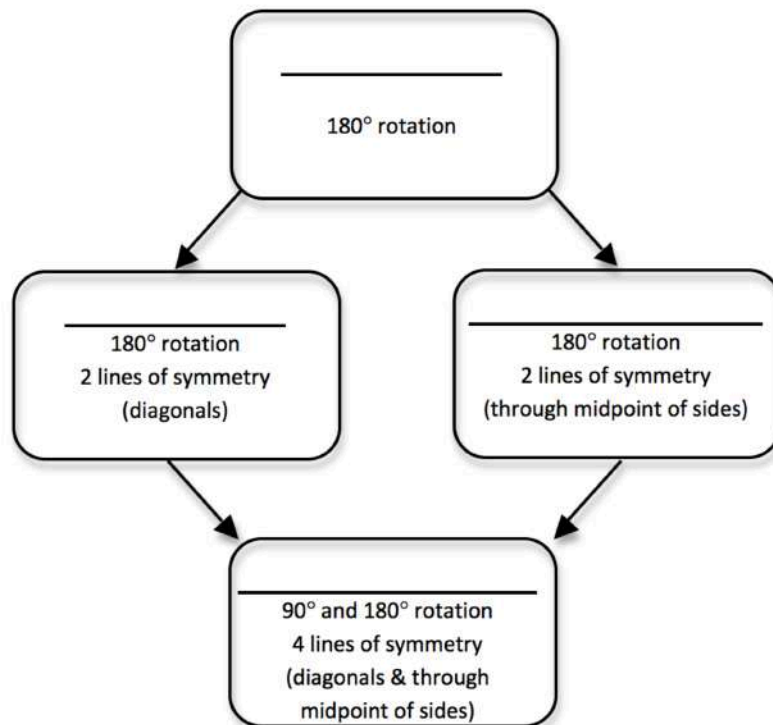 180° rotation
180° rotation
2 lines of symmetry
(diagonals)
180° rotation
2 lines of symmetry
(through midpoint of sides)
90° and 180° rotation
4 lines of symmetry
(diagonals & through
midpoint of sides)